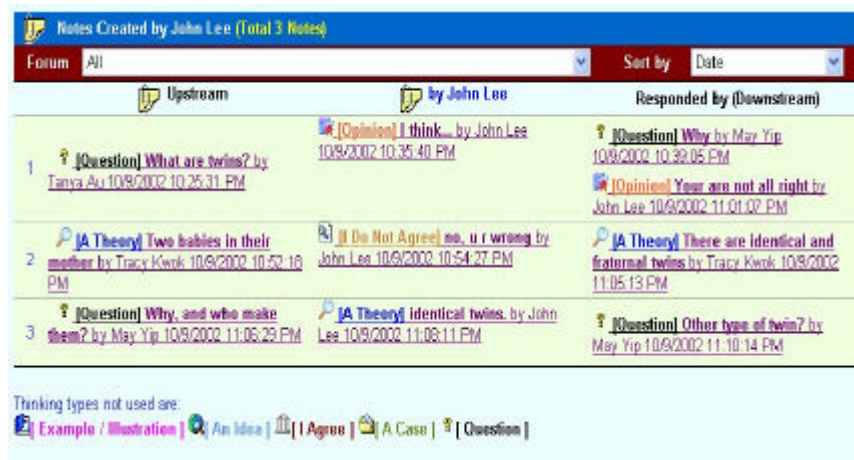 Notes Created by John Lee (Total 3 Notes)
Forum All Sort by Date
Upstream by John Lee Responded by (Downstream)
1
[Question] What are twins? by
Tanya Au 10/9/2002 10:25:31 PM
[Opinion] I think... by John Lee
10/9/2002 10:35:40 PM
[Question] Why by May Yip
10/9/2002 10:39:05 PM
[Opinion] Your are not all right by
John Lee 10/9/2002 11:01:07 PM
2
[A Theory] Two babies in their
mother by Tracy Kwok 10/9/2002 10:52:18
PM
[I Do Not Agree] no, u r wrong by
John Lee 10/9/2002 10:54:27 PM
[A Theory] There are identical and
fraternal twins by Tracy Kwok 10/9/2002
11:05:13 PM
3
[Question] Why, and who make
them? by May Yip 10/9/2002 11:06:29 PM
[A Theory] identical twins. by John
Lee 10/9/2002 11:08:11 PM
[Question] Other type of twin? by
May Yip 10/9/2002 11:10:14 PM
Thinking types not used are:
[ Example / Illustration ] [ An Idea ] [ I Agree ] [ A Case ] [ Question ]